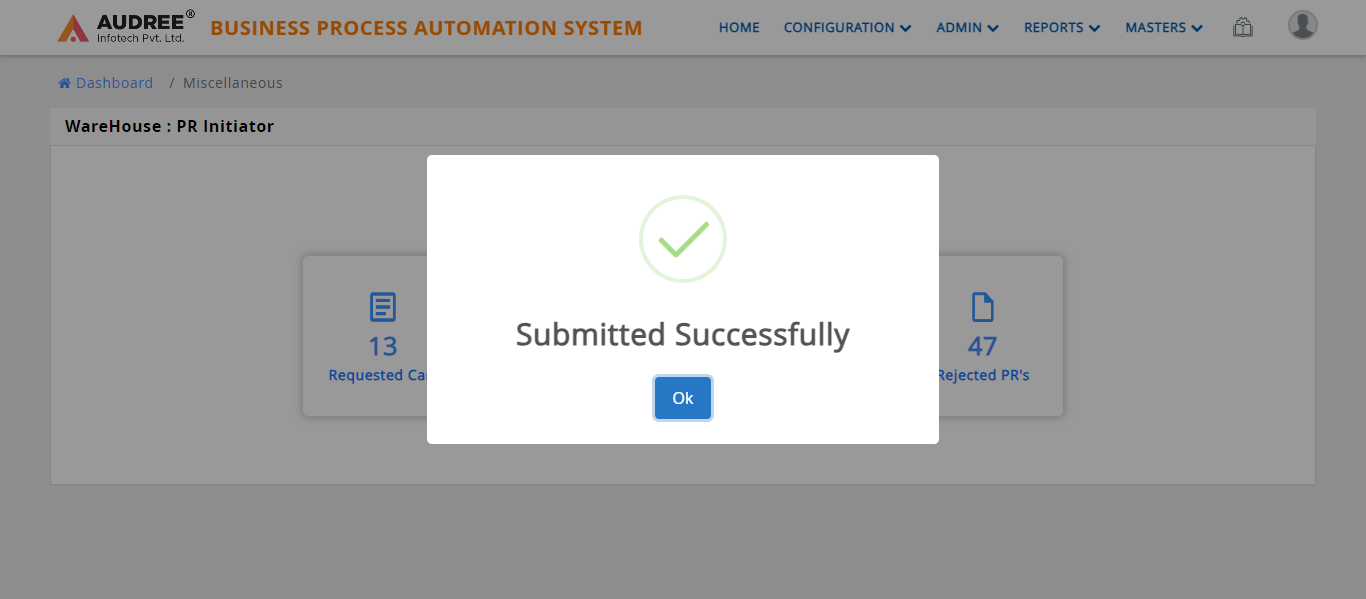 AUDREE®
Infotech Pvt. Ltd.
BUSINESS PROCESS AUTOMATION SYSTEM
HOME
CONFIGURATION
ADMIN
REPORTS
MASTERS
Dashboard / Miscellaneous
WareHouse : PR Initiator
13
Requested Ca
Submitted Successfully
Ok
47
Rejected PR's